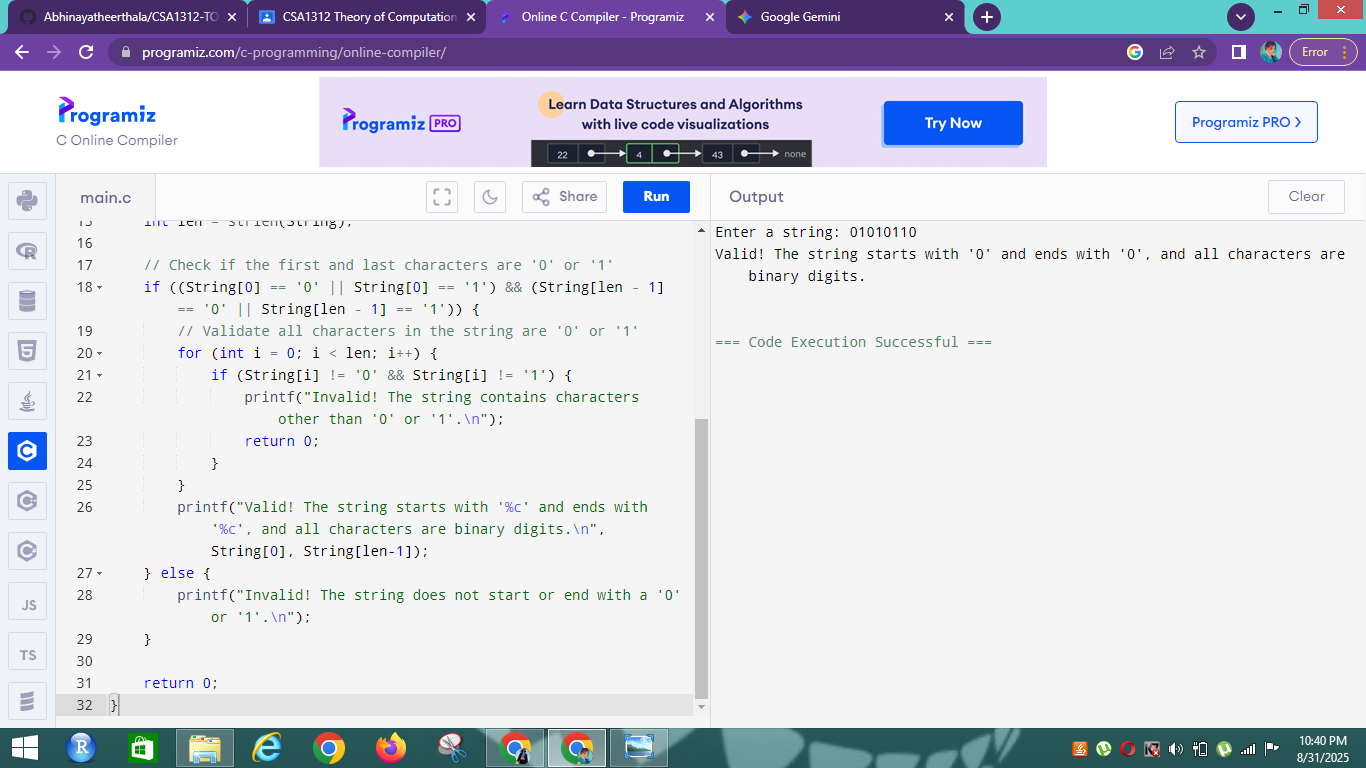 Abhinayatheerthala/CSA1312-TO
CSA1312 Theory of Computation
Online C Compiler - Programiz
Google Gemini
programiz.com/c-programming/online-compiler/
Error
Programiz
C Online Compiler
Programiz PRO
Learn Data Structures and Algorithms
with live code visualizations
22
4
43
none
Try Now
Programiz PRO
main.c
Share
Run
Output
Clear
15 int len = strlen(String);
16
17 // Check if the first and last characters are '0' or '1'
18 if ((String[0] == '0' || String[0] == '1') && (String[len - 1]
== '0' || String[len - 1] == '1')) {
19 // Validate all characters in the string are '0' or '1'
20 for (int i = 0; i < len; i++) {
21 if (String[i] != '0' && String[i] != '1') {
22 printf("Invalid! The string contains characters
other than '0' or '1'.\n");
23 return 0;
24 }
25 }
26 printf("Valid! The string starts with '%c' and ends with
'%c', and all characters are binary digits.\n",
String[0], String[len-1]);
27 } else {
28 printf("Invalid! The string does not start or end with a '0'
or '1'.\n");
29 }
30
31 return 0;
32 }
Enter a string: 01010110
Valid! The string starts with '0' and ends with '0', and all characters are
binary digits.
=== Code Execution Successful ===
JS
TS
10:40 PM
8/31/2025